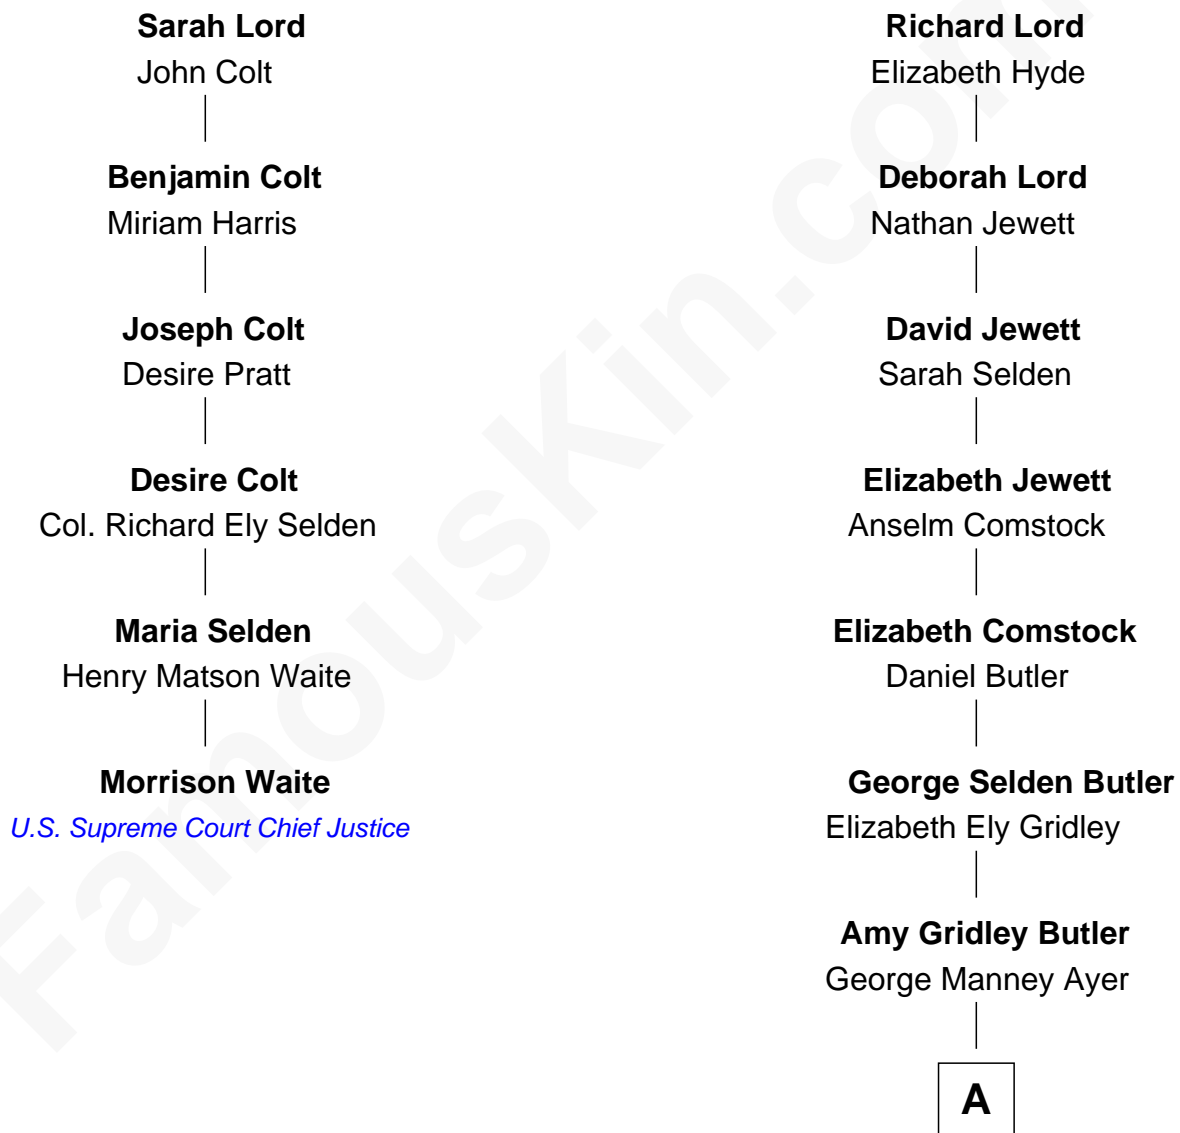 Sarah Lord
John Colt
Benjamin Colt
Miriam Harris
Joseph Colt
Desire Pratt
Desire Colt
Col. Richard Ely Selden
Maria Selden
Henry Matson Waite
Morrison Waite
U.S. Supreme Court Chief Justice
Richard Lord
Elizabeth Hyde
Deborah Lord
Nathan Jewett
David Jewett
Sarah Selden
Elizabeth Jewett
Anselm Comstock
Elizabeth Comstock
Daniel Butler
George Selden Butler
Elizabeth Ely Gridley
Amy Gridley Butler
George Manney Ayer
A
FamousKin.com